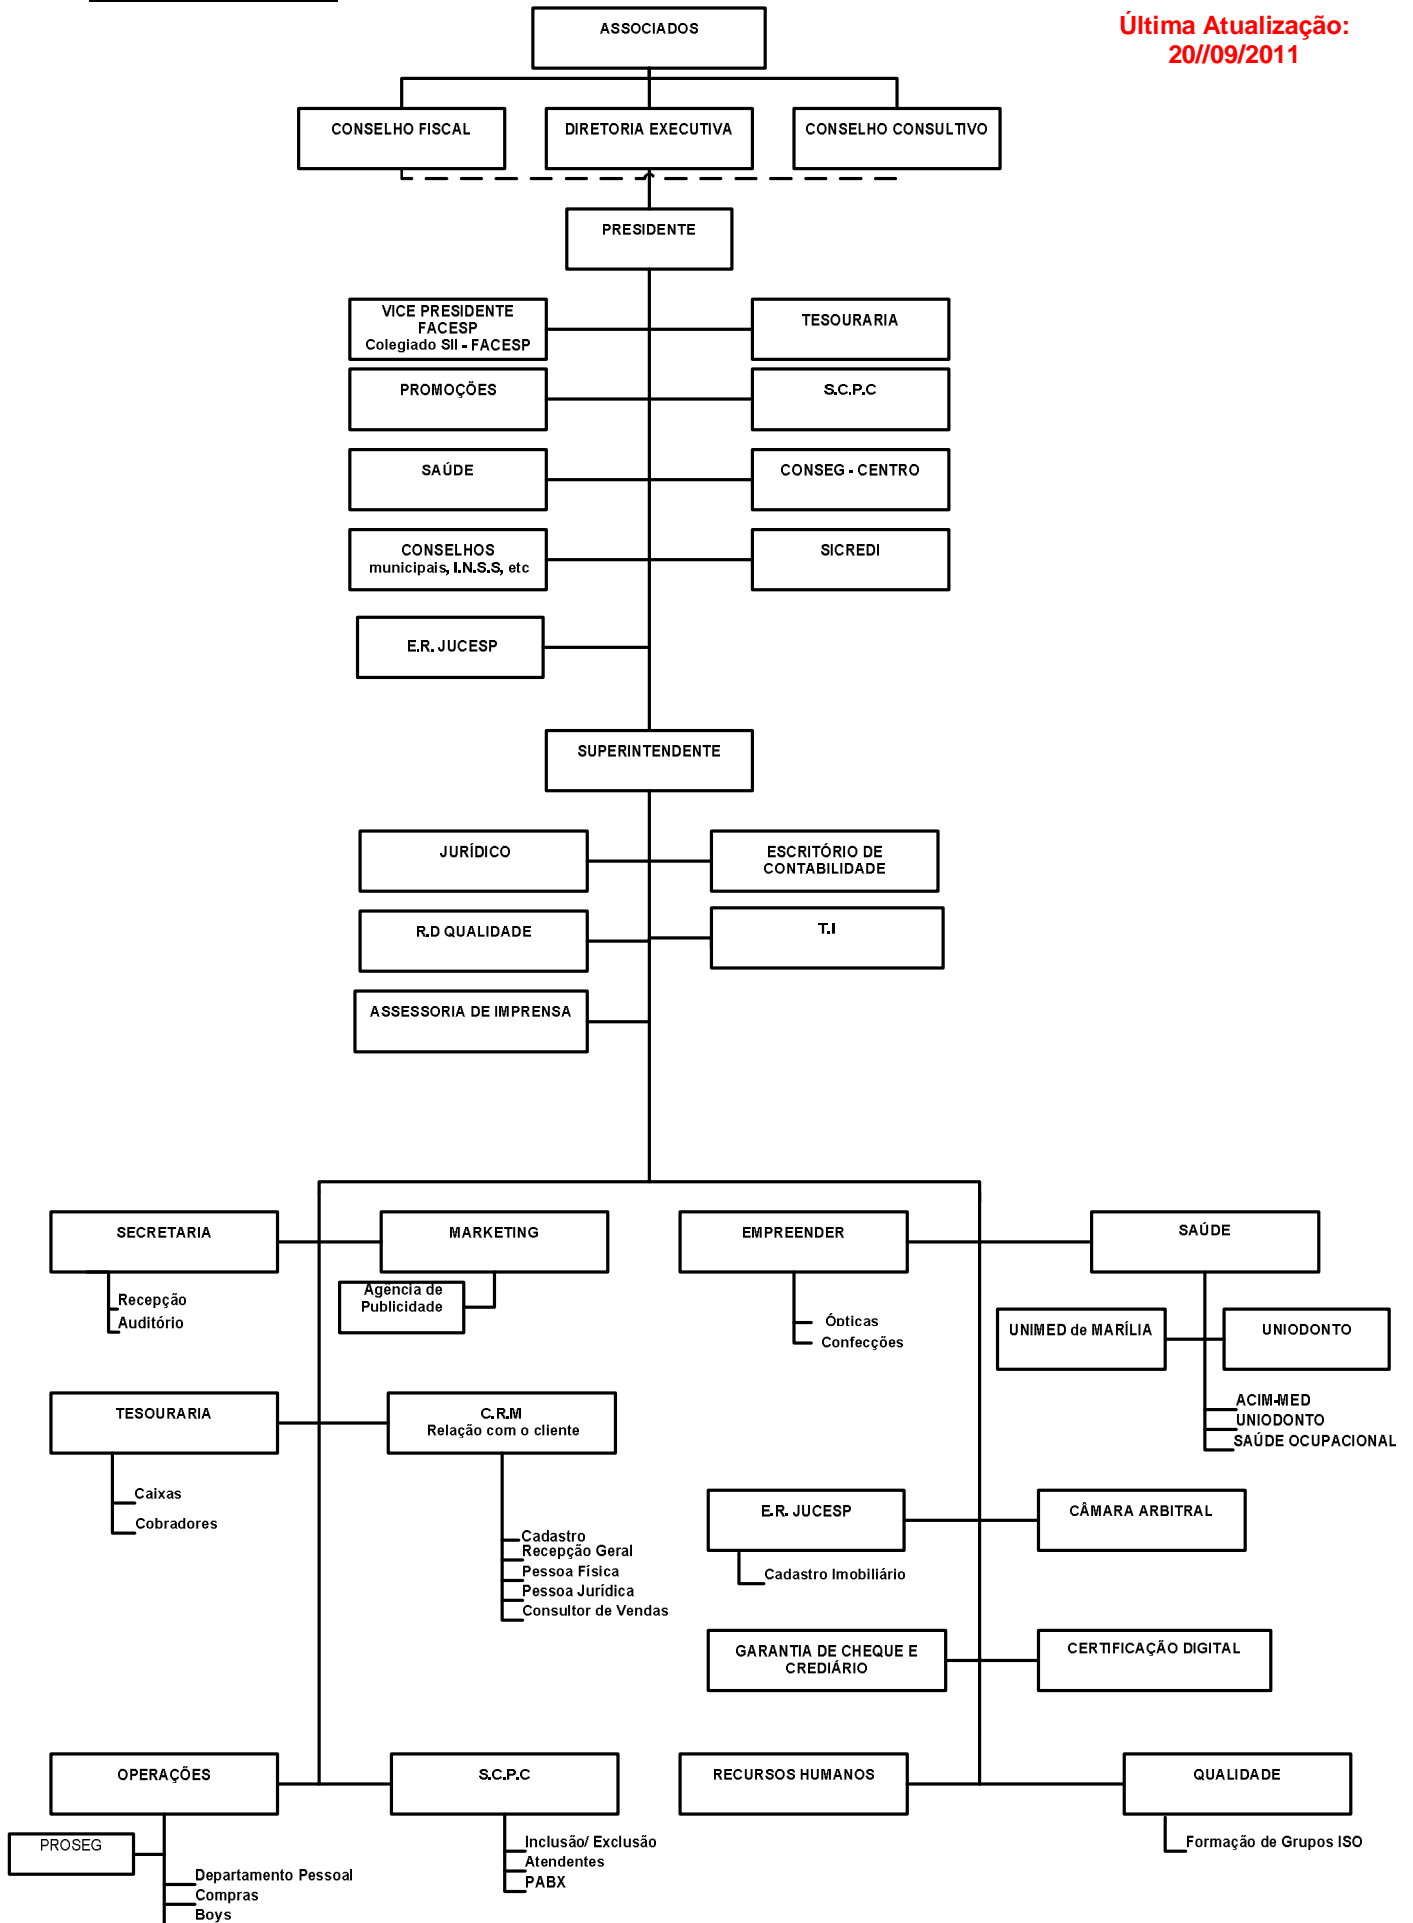 ASSOCIADOS
Última Atualização:
20//09/2011
CONSELHO FISCAL
DIRETORIA EXECUTIVA
CONSELHO CONSULTIVO
PRESIDENTE
VICE PRESIDENTE
FACESP
Colegiado SII - FACESP
TESOURARIA
PROMOÇÕES
S.C.P.C
SAÚDE
CONSEG - CENTRO
CONSELHOS
municipais, I.N.S.S, etc
SICREDI
E.R. JUCESP
SUPERINTENDENTE
JURÍDICO
ESCRITÓRIO DE
CONTABILIDADE
R.D QUALIDADE
T.I
ASSESSORIA DE IMPRENSA
SECRETARIA
Recepção
Auditório
MARKETING
Agência de
Publicidade
EMPREENDER
Ópticas
Confecções
SAÚDE
UNIMED de MARÍLIA
UNIODONTO
ACIM-MED
UNIODONTO
SAÚDE OCUPACIONAL
TESOURARIA
Caixas
Cobradores
C.R.M
Relação com o cliente
Cadastro
Recepção Geral
Pessoa Física
Pessoa Jurídica
Consultor de Vendas
E.R. JUCESP
Cadastro Imobiliário
CÂMARA ARBITRAL
GARANTIA DE CHEQUE E
CREDIÁRIO
CERTIFICAÇÃO DIGITAL
OPERAÇÕES
PROSEG
Departamento Pessoal
Compras
Boys
S.C.P.C
Inclusão/ Exclusão
Atendentes
PABX
RECURSOS HUMANOS
QUALIDADE
Formação de Grupos ISO